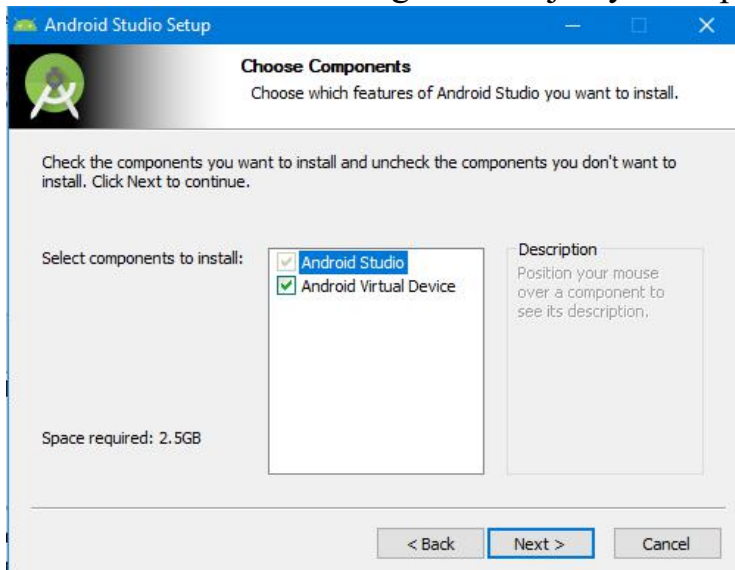 Android Studio Setup
Choose Components
Choose which features of Android Studio you want to install.
Check the components you want to install and uncheck the components you don't want to
install. Click Next to continue.
Select components to install:
Android Studio
Android Virtual Device
Description
Position your mouse
over a component to
see its description.
Space required: 2.5GB
< Back
Next >
Cancel